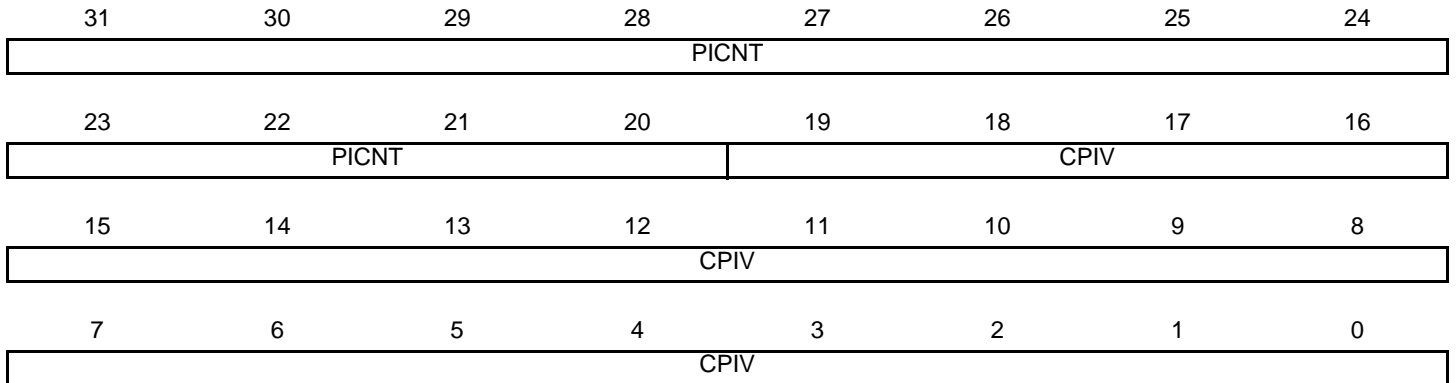 31 30 29 28 27 26 25 24
PICNT
23 22 21 20 19 18 17 16
PICNT CPIV
15 14 13 12 11 10 9 8
CPIV
7 6 5 4 3 2 1 0
CPIV